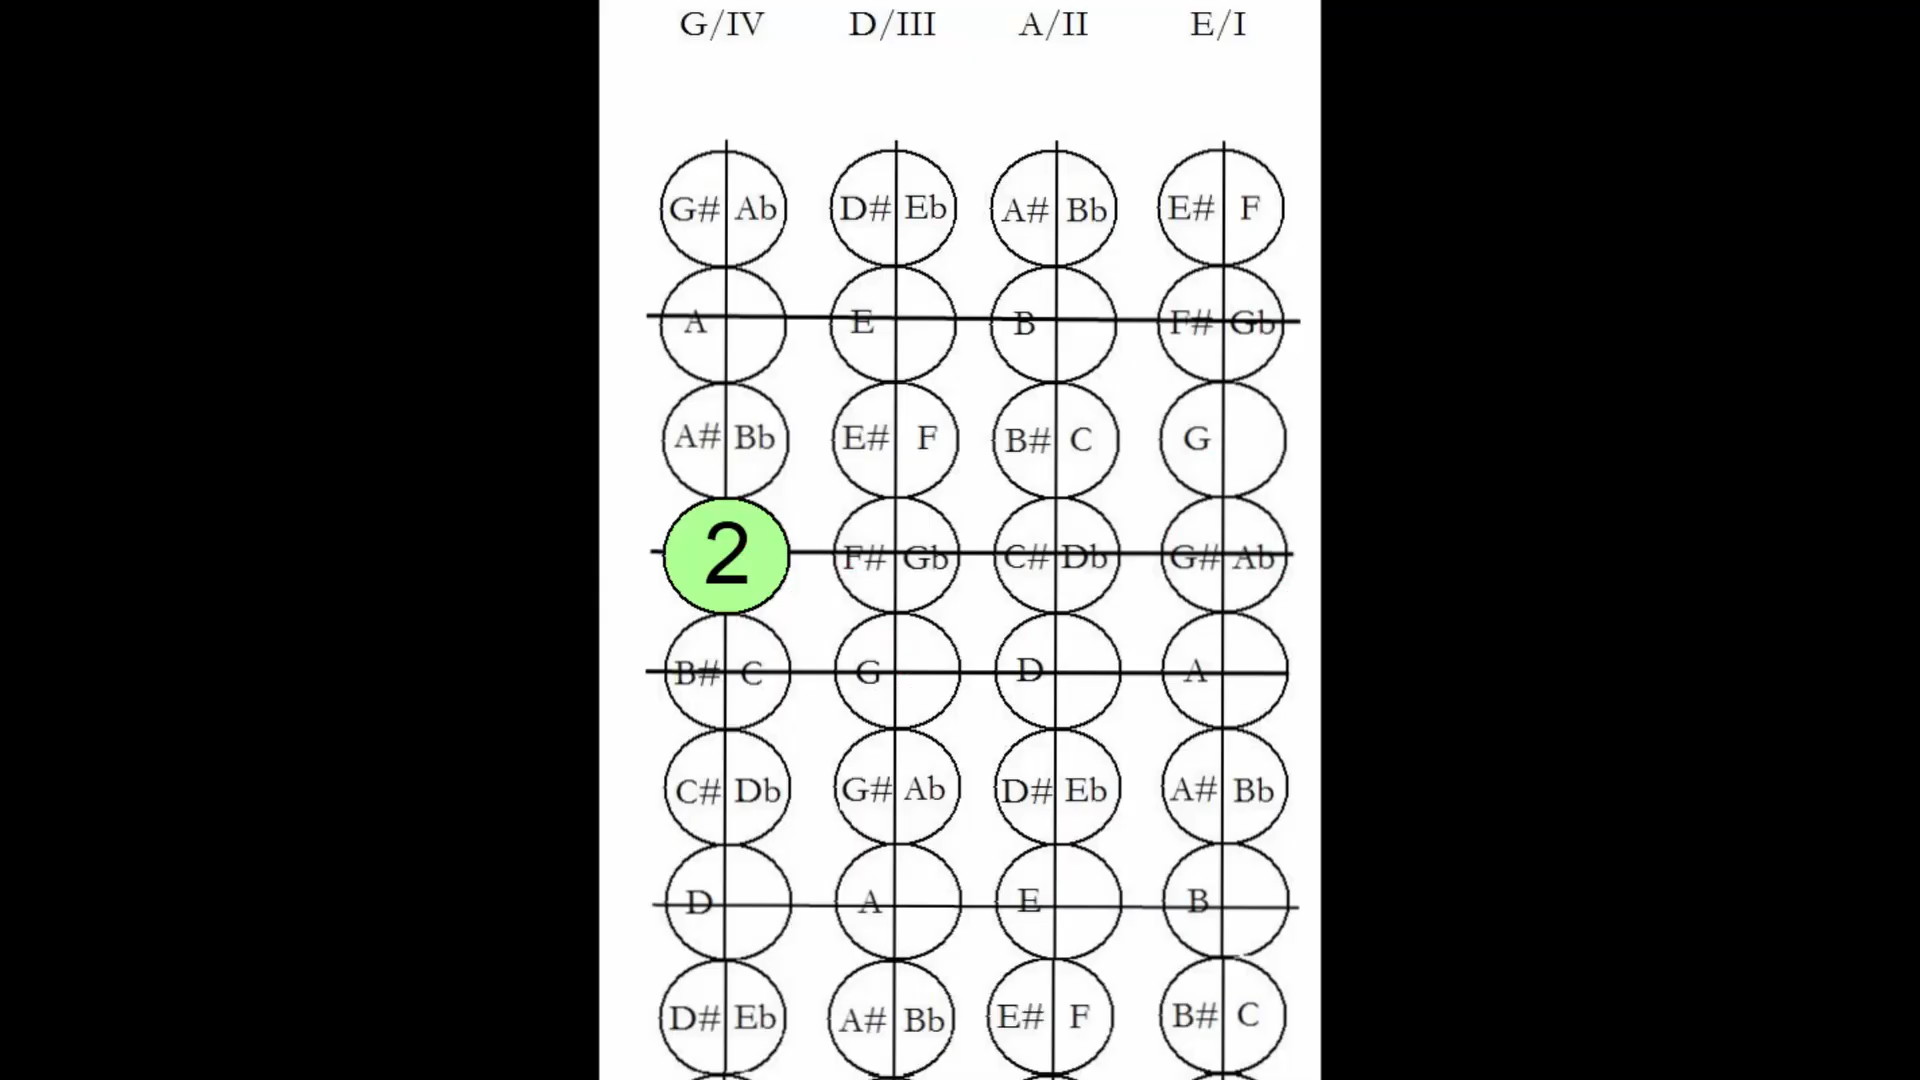 G/IV D/III A/II E/I
G# Ab D# Eb A# Bb E# F
A E B F# Gb
A# Bb E# F B# C G
2 F# Gb C# Db G# Ab
B# C G D A
C# Db G# Ab D# Eb A# Bb
D A E B
D# Eb A# Bb E# F B# C